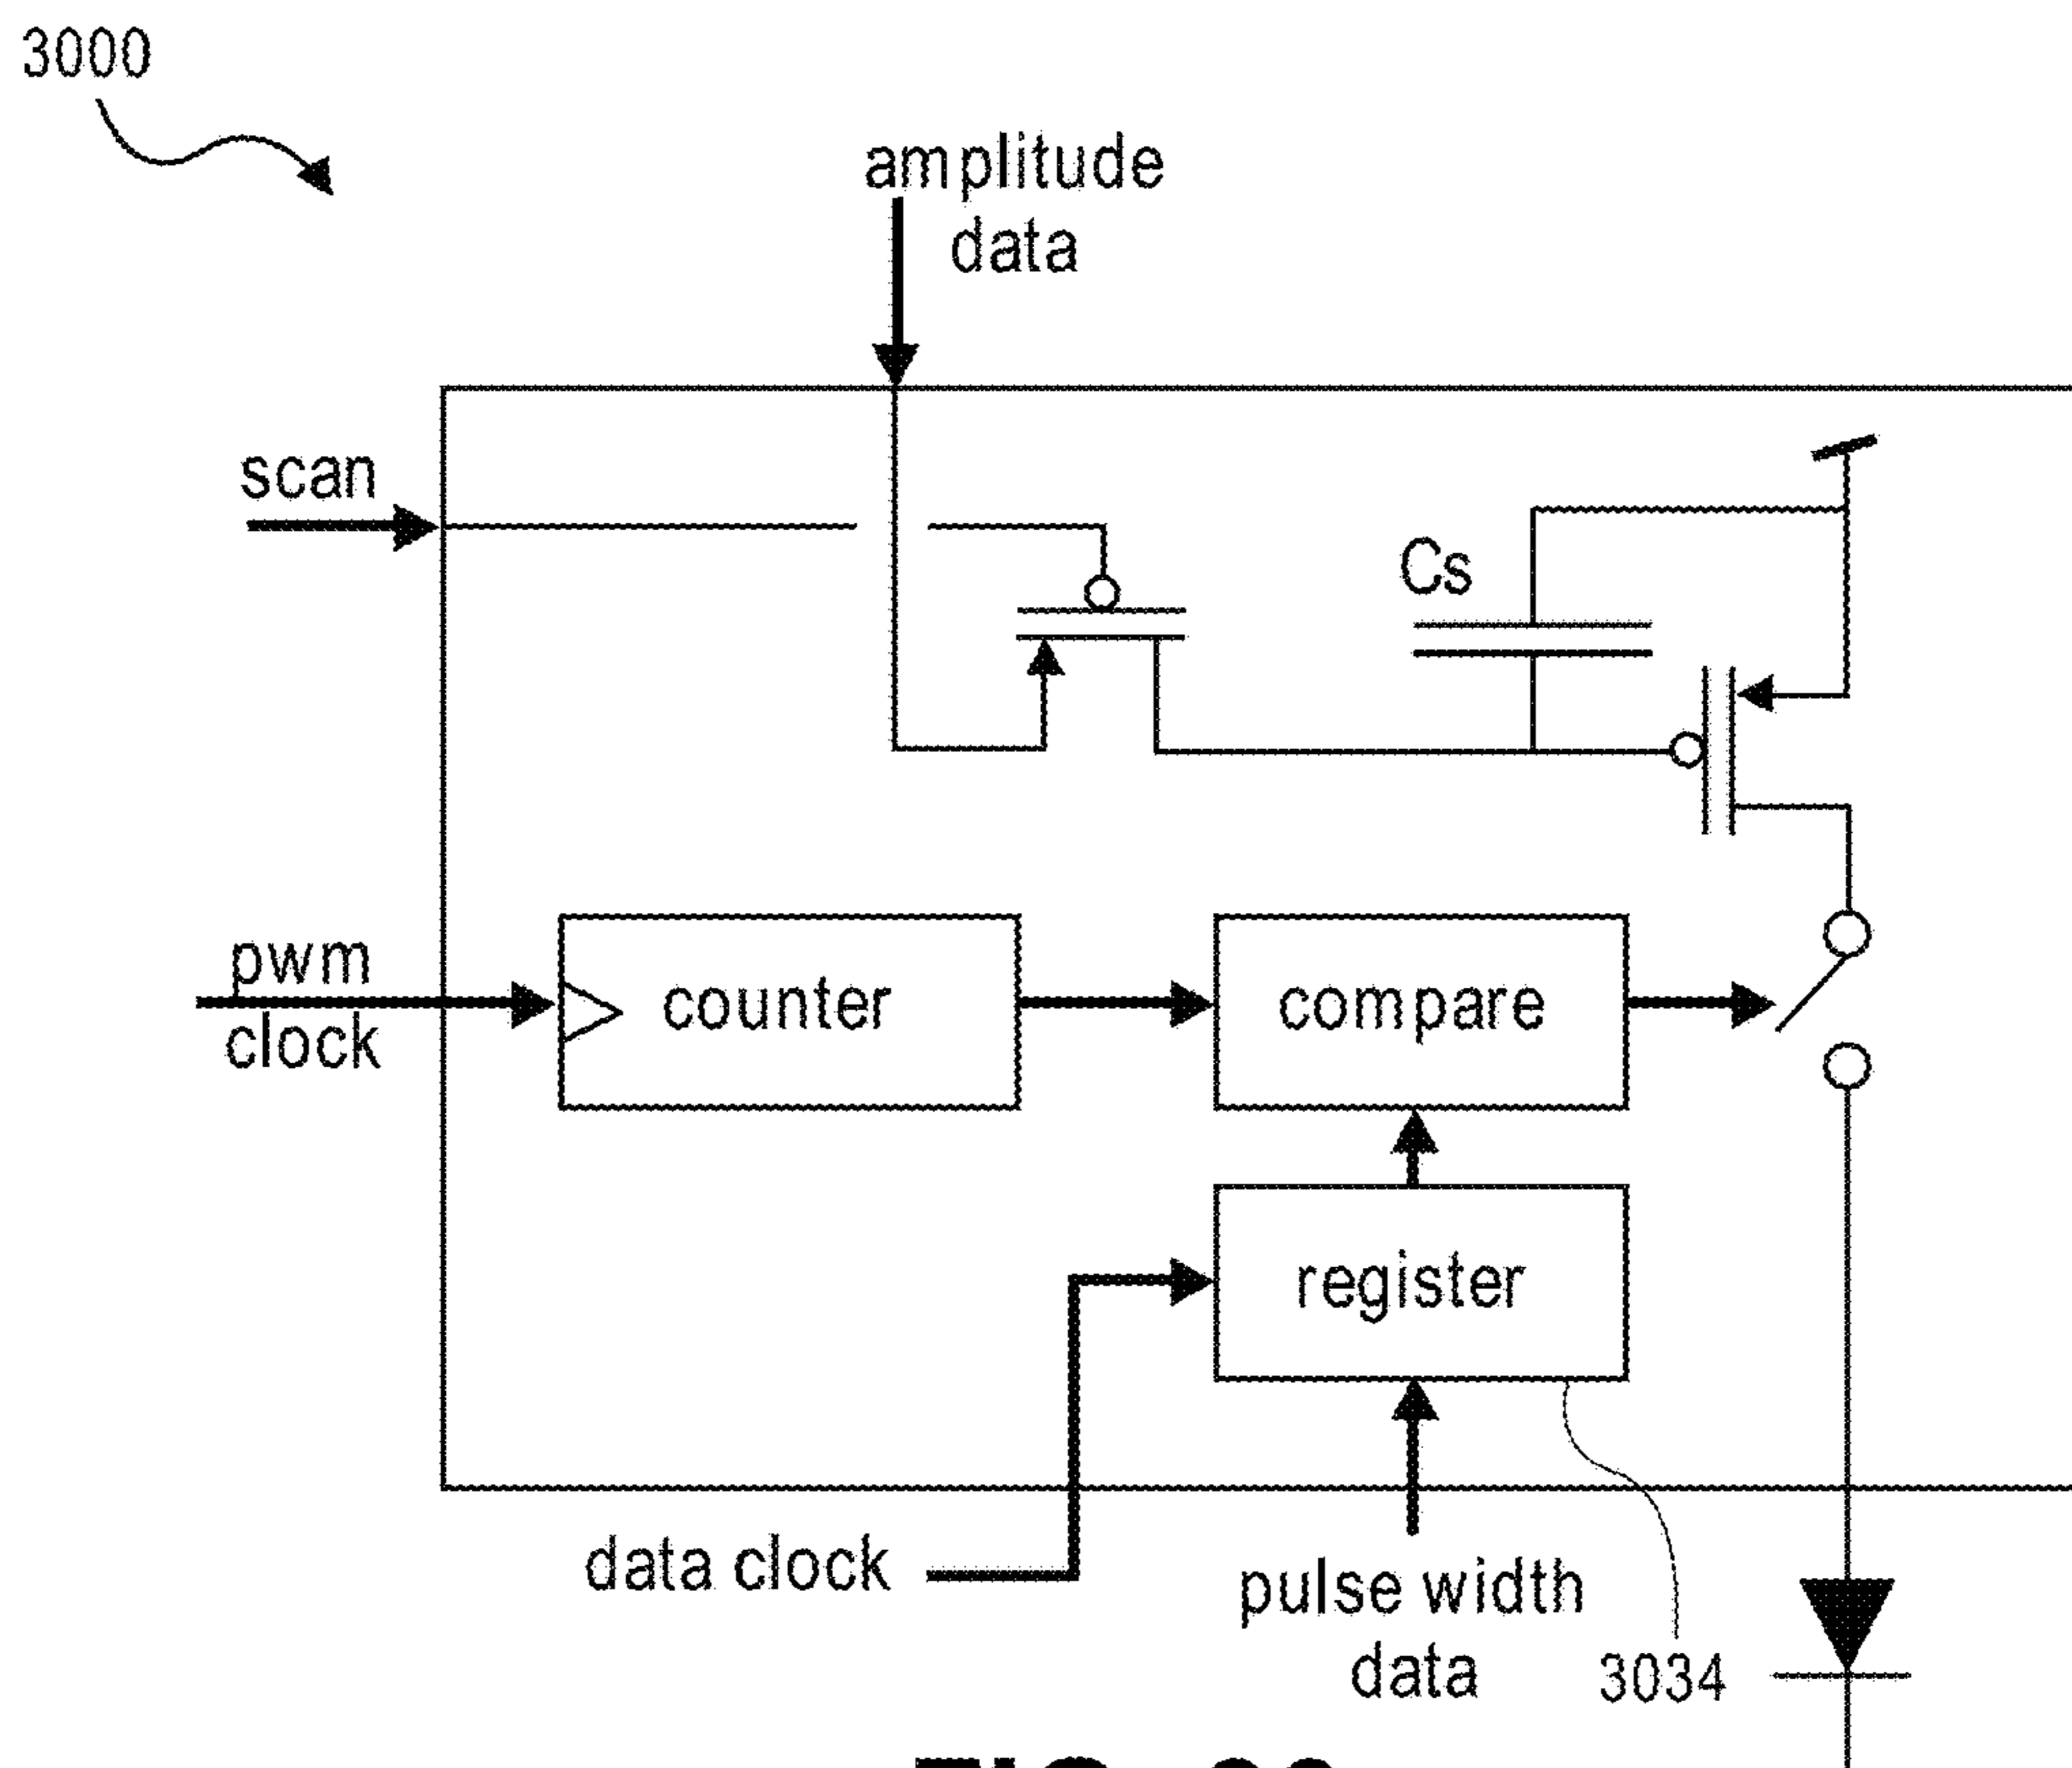 3000
amplitude
data
scan
Cs
pwm
clock
counter
compare
register
data clock
pulse width
data
3034